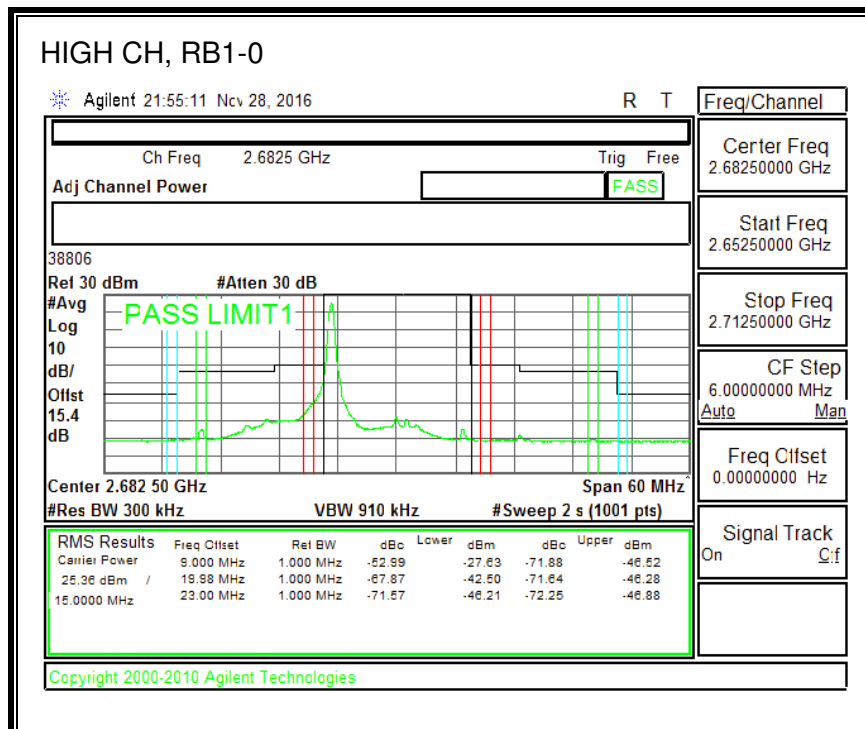 HIGH CH, RB1-0
Agilent 21:55:11 Nov 28, 2016 R T
Freq/Channel
Ch Freq 2.6825 GHz Trig Free
Adj Channel Power PASS
38806
Ref 30 dBm #Atten 30 dB
#Avg
Log
10
dB/
Offst
15.4
dB
PASS LIMIT1
Center 2.682 50 GHz Span 60 MHz
#Res BW 300 kHz VBW 910 kHz #Sweep 2 s (1001 pts)
RMS Results Freq Offset Ref BW dBc Lower dBm dBc Upper dBm
Carrier Power 9.000 MHz 1.000 MHz -52.99 -27.63 -71.88 -46.52
25.36 dBm / 19.98 MHz 1.000 MHz -67.87 -42.50 -71.64 -46.28
15.0000 MHz 23.00 MHz 1.000 MHz -71.57 -46.21 -72.25 -46.88
Copyright 2000-2010 Agilent Technologies
Center Freq
2.68250000 GHz
Start Freq
2.65250000 GHz
Stop Freq
2.71250000 GHz
CF Step
6.00000000 MHz
Auto Man
Freq Offset
0.00000000 Hz
Signal Track
On Off